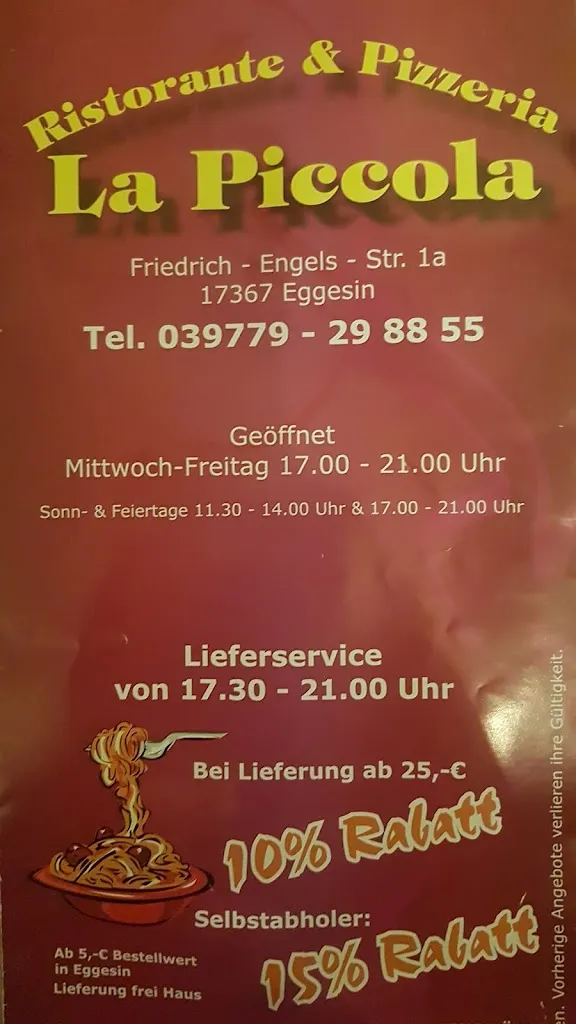 Ristorante & Pizzeria
La Piccola
Friedrich - Engels - Str. 1a
17367 Eggesin
Tel. 039779 - 29 88 55
Geöffnet
Mittwoch-Freitag 17.00 - 21.00 Uhr
Sonn- & Feiertage 11.30 - 14.00 Uhr & 17.00 - 21.00 Uhr
Lieferservice
von 17.30 - 21.00 Uhr
Bei Lieferung ab 25,-€
10% Rabatt
Selbstabholer:
15% Rabatt
Ab 5,-€ Bestellwert
in Eggesin
Lieferung frei Haus
Vorherige Angebote verlieren ihre Gültigkeit.